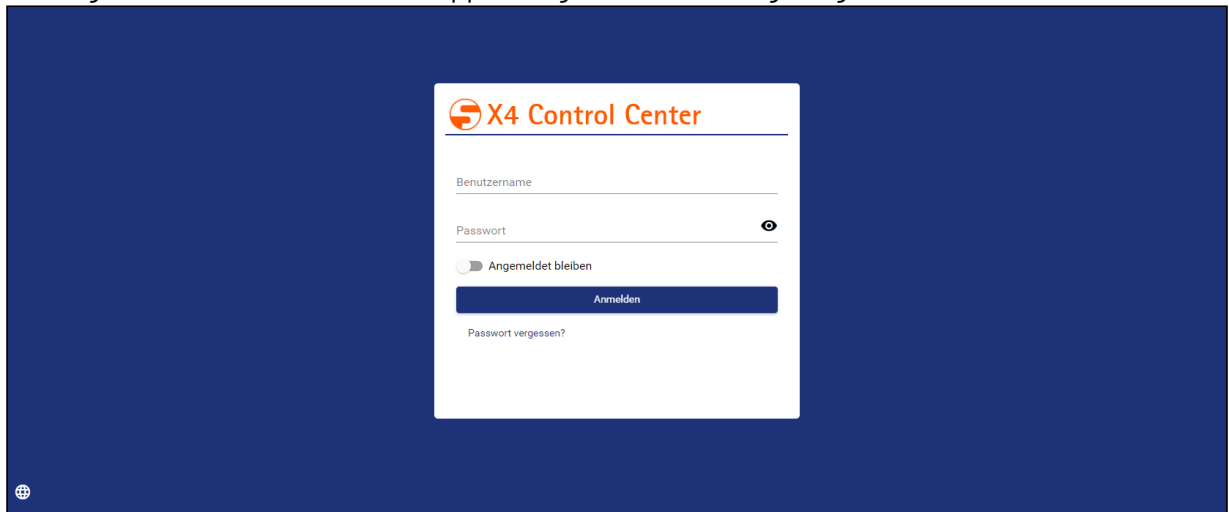 X4 Control Center
Benutzername
Passwort
Angemeldet bleiben
Anmelden
Passwort vergessen?